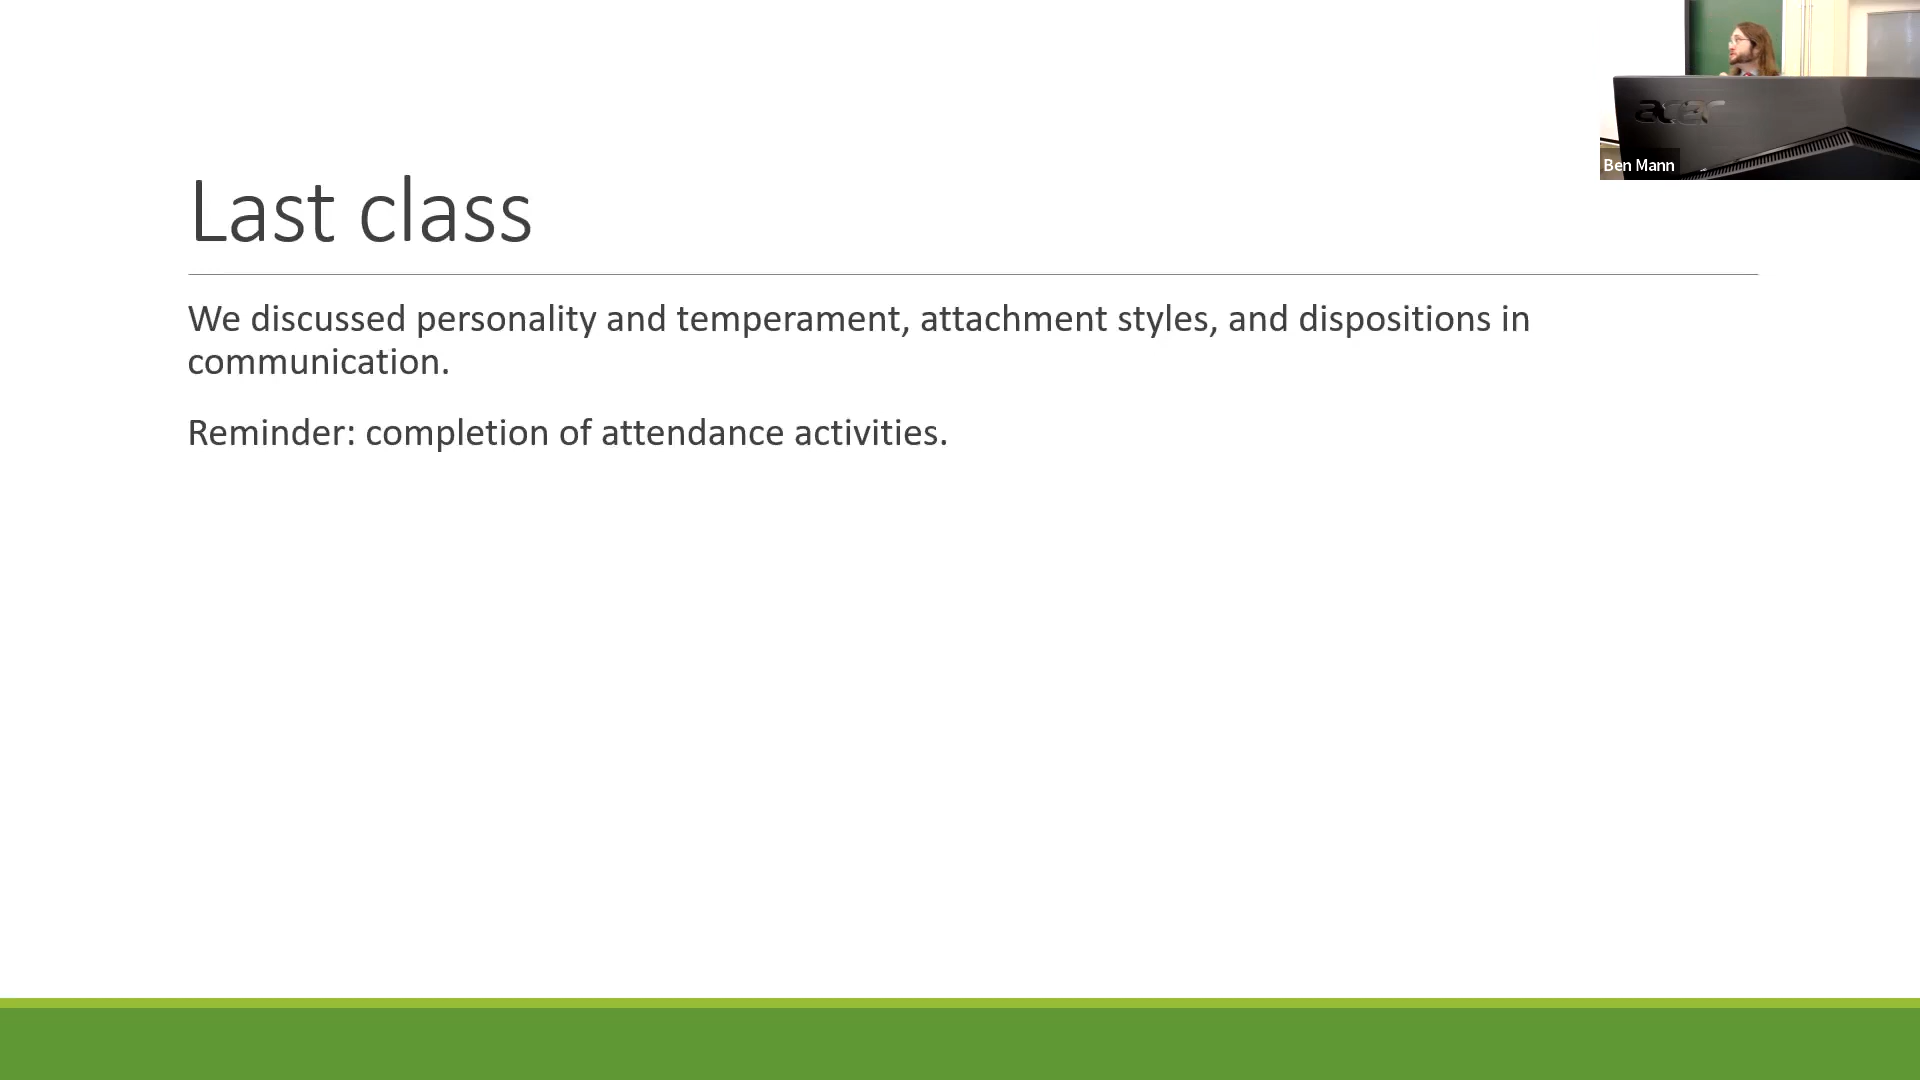 acer
Ben Mann
Last class
We discussed personality and temperament, attachment styles, and dispositions in
communication.
Reminder: completion of attendance activities.